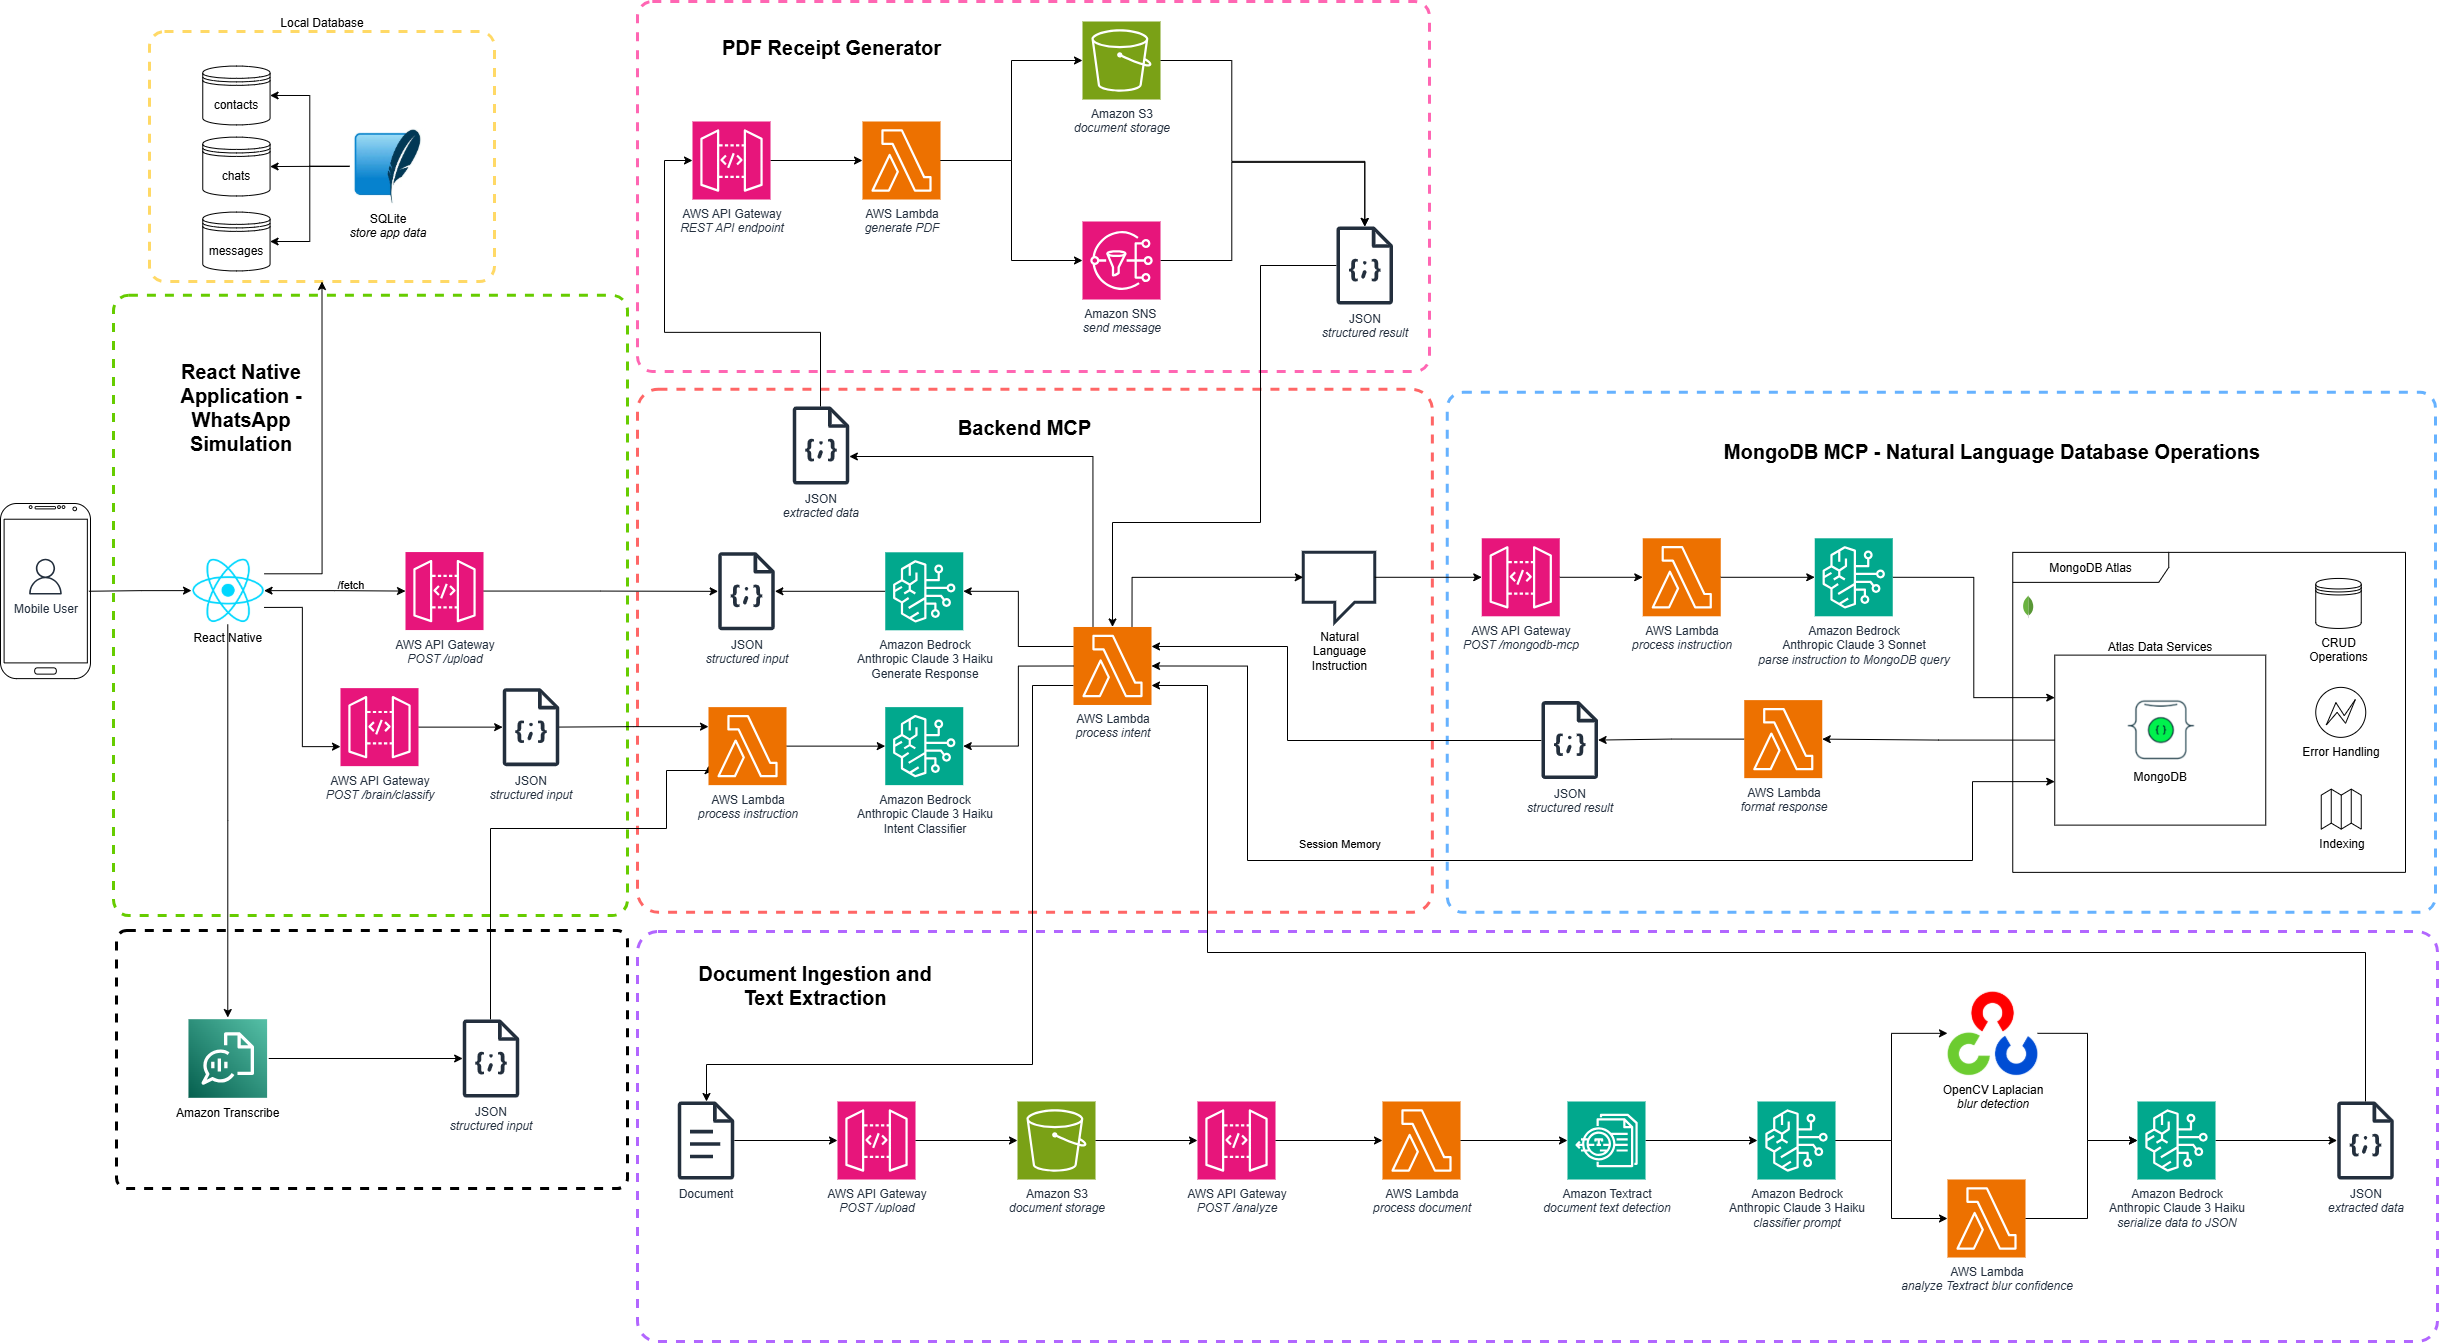 Local Database
contacts
chats
messages
SQLite
store app data
PDF Receipt Generator
AWS API Gateway
REST API endpoint
AWS Lambda
generate PDF
Amazon S3
document storage
Amazon SNS
send message
JSON
structured result
React Native
Application -
WhatsApp
Simulation
Mobile User
React Native
/fetch
AWS API Gateway
POST /upload
AWS API Gateway
POST /brain/classify
JSON
structured input
Backend MCP
JSON
extracted data
JSON
structured input
Amazon Bedrock
Anthropic Claude 3 Haiku
Generate Response
AWS Lambda
process instruction
Amazon Bedrock
Anthropic Claude 3 Haiku
Intent Classifier
AWS Lambda
process intent
Natural
Language
Instruction
Session Memory
MongoDB MCP - Natural Language Database Operations
AWS API Gateway
POST /mongodb-mcp
AWS Lambda
process instruction
Amazon Bedrock
Anthropic Claude 3 Sonnet
parse instruction to MongoDB query
JSON
structured result
AWS Lambda
format response
MongoDB Atlas
Atlas Data Services
MongoDB
CRUD
Operations
Error Handling
Indexing
Amazon Transcribe
JSON
structured input
Document Ingestion and
Text Extraction
Document
AWS API Gateway
POST /upload
Amazon S3
document storage
AWS API Gateway
POST /analyze
AWS Lambda
process document
Amazon Textract
document text detection
Amazon Bedrock
Anthropic Claude 3 Haiku
classifier prompt
OpenCV Laplacian
blur detection
AWS Lambda
analyze Textract blur confidence
Amazon Bedrock
Anthropic Claude 3 Haiku
serialize data to JSON
JSON
extracted data